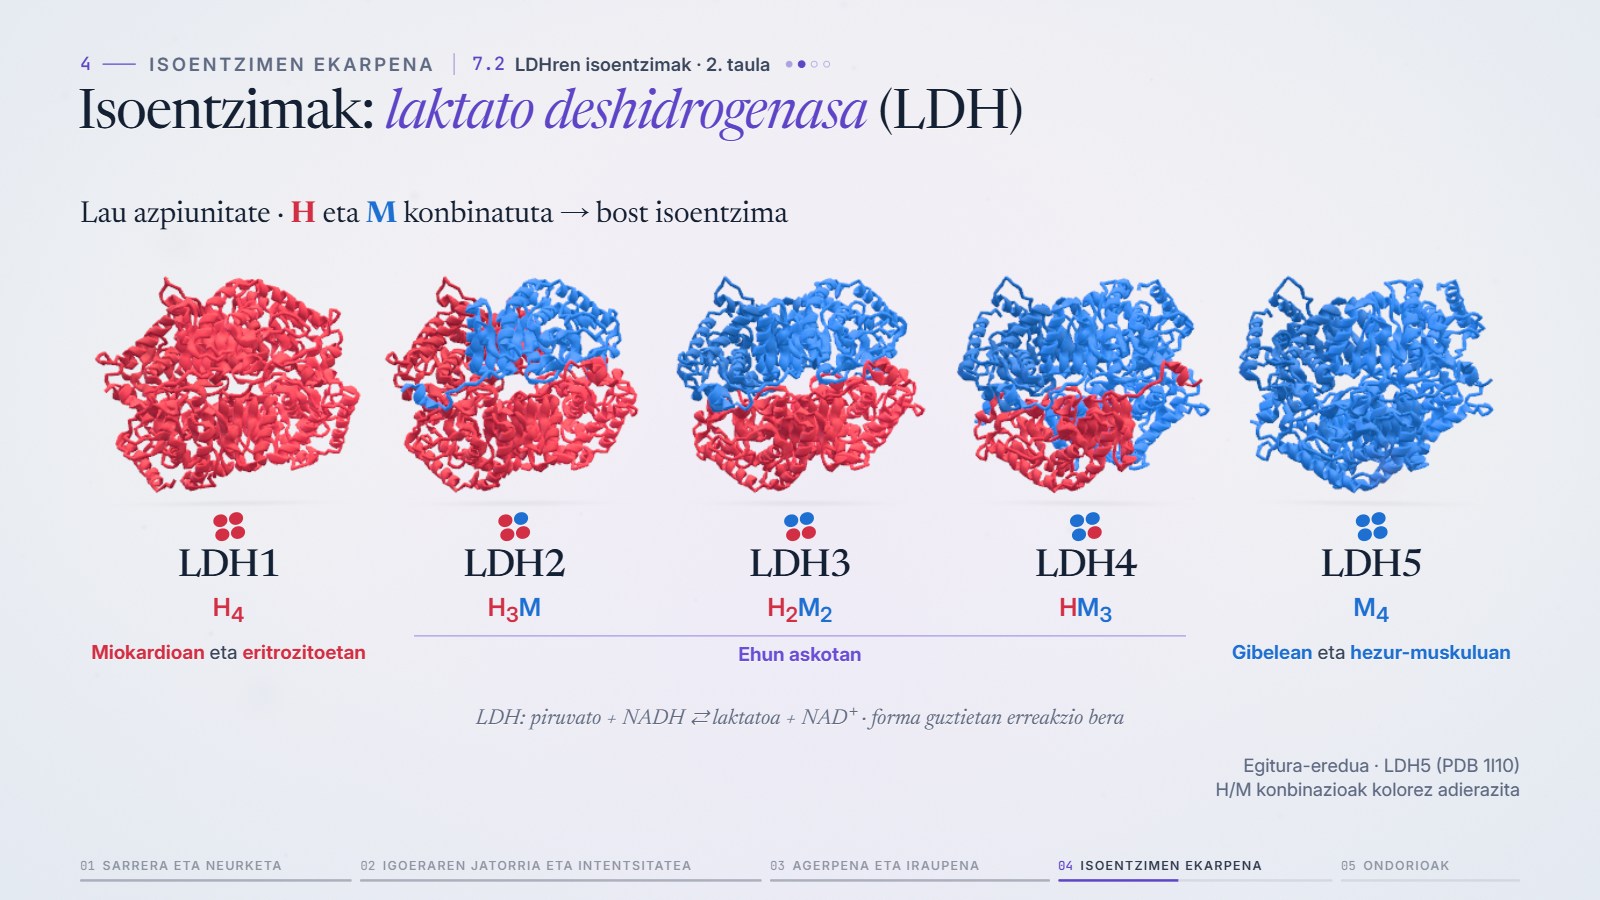 4 — ISOENTZIMEN EKARPENA | 7.2 LDHren isoentzimak · 2. taula
Isoentzimak: laktato deshidrogenasa (LDH)
Lau azpiunitate · H eta M konbinatuta → bost isoentzima
LDH1 LDH2 LDH3 LDH4 LDH5
H₄ H₃M H₂M₂ HM₃ M₄
Miokardioan eta eritrozitoetan Ehun askotan Gibelean eta hezur-muskuluan
LDH: piruvato + NADH ⇄ laktatoa + NAD⁺ · forma guztietan erreakzio bera
Egitura-eredua · LDH5 (PDB 1I10)
H/M konbinazioak kolorez adierazita
01 SARRERA ETA NEURKETA 02 IGOERAREN JATORRIA ETA INTENTSITATEA 03 AGERPENA ETA IRAUPENA 04 ISOENTZIMEN EKARPENA 05 ONDORIOAK